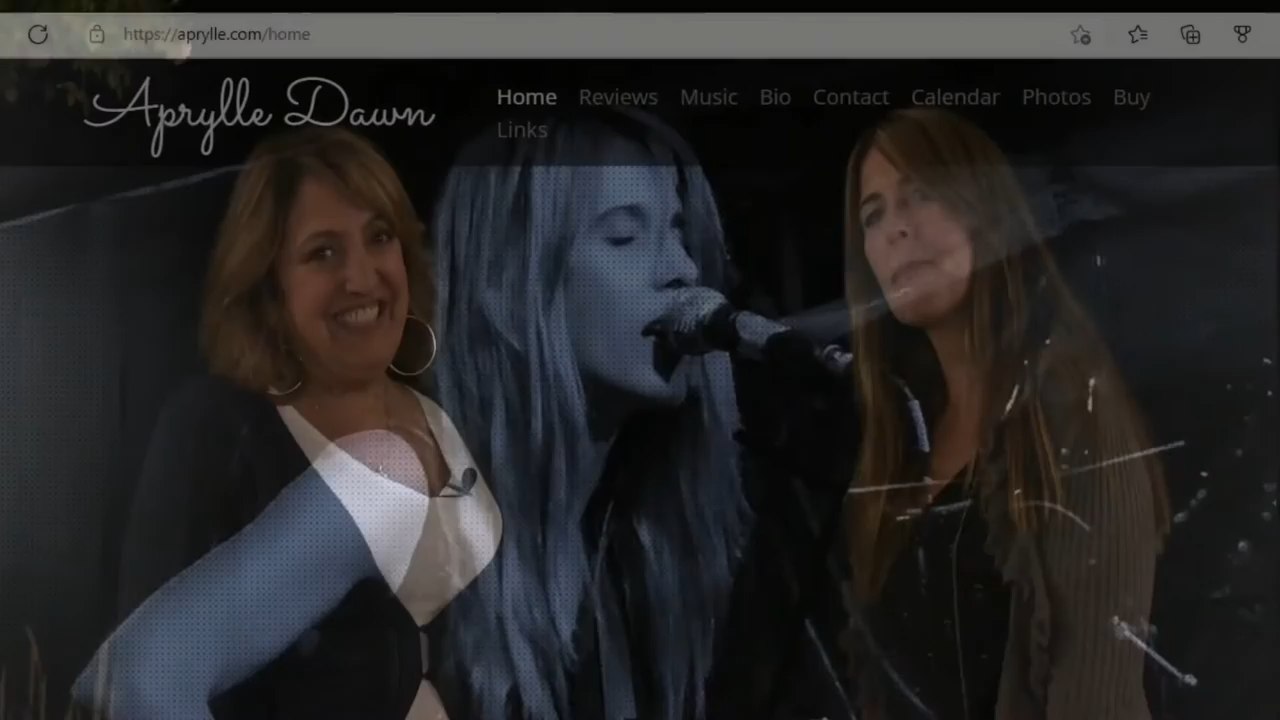 https://aprylle.com/home
Aprylle Dawn
Home Reviews Music Bio Contact Calendar Photos Buy
Links